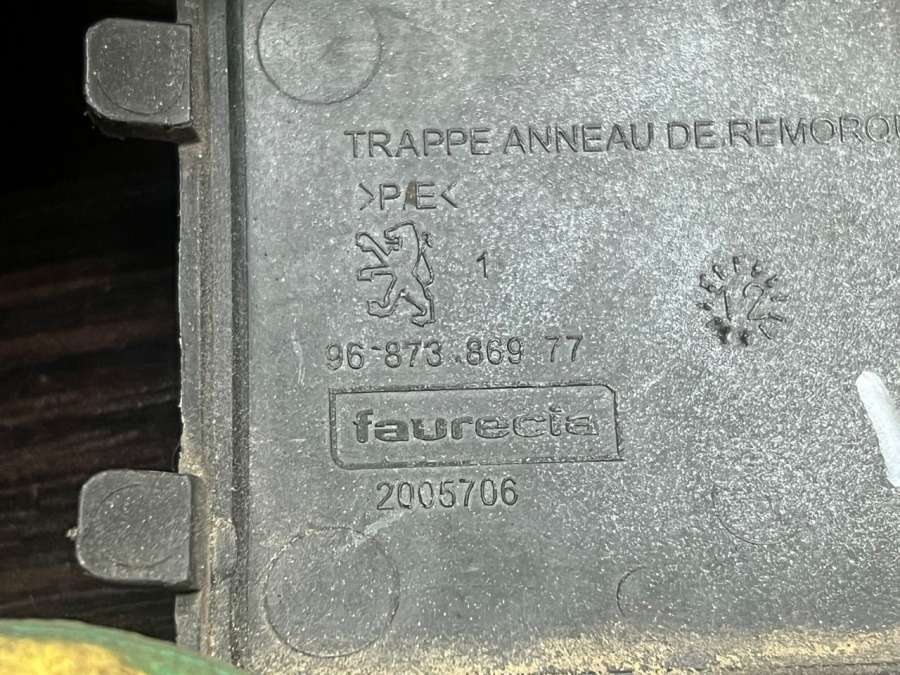 TRAPPE ANNEAU DE REMORQU
>P/E<
1
12
96 873 869 77
faurecia
2005706